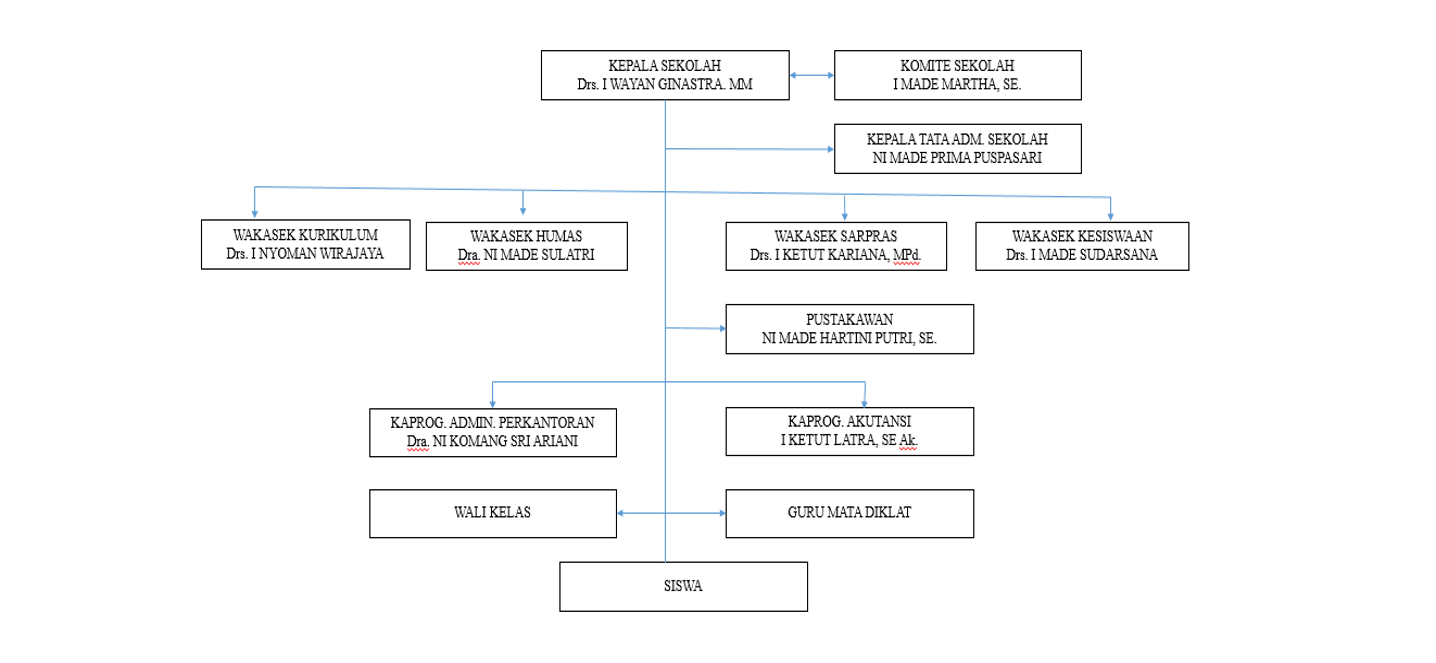 KEPALA SEKOLAH
Drs. I WAYAN GINASTRA. MM
KOMITE SEKOLAH
I MADE MARTHA, SE.
KEPALA TATA ADM. SEKOLAH
NI MADE PRIMA PUSPASARI
WAKASEK KURIKULUM
Drs. I NYOMAN WIRAJAYA
WAKASEK HUMAS
Dra. NI MADE SULATRI
WAKASEK SARPRAS
Drs. I KETUT KARIANA, MPd.
WAKASEK KESISWAAN
Drs. I MADE SUDARSANA
PUSTAKAWAN
NI MADE HARTINI PUTRI, SE.
KAPROG. ADMIN. PERKANTORAN
Dra. NI KOMANG SRI ARIANI
KAPROG. AKUTANSI
I KETUT LATRA, SE Ak.
WALI KELAS
GURU MATA DIKLAT
SISWA